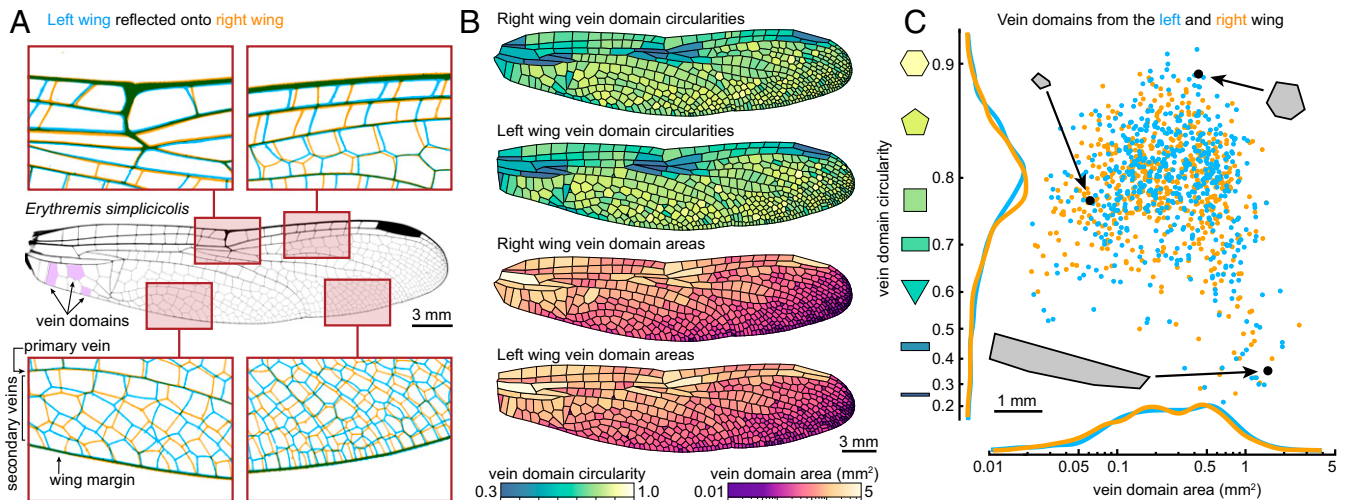 A
Left wing reflected onto right wing
Erythremis simplicicolis
vein domains
3 mm
primary vein
secondary veins
wing margin
B
Right wing vein domain circularities
Left wing vein domain circularities
Right wing vein domain areas
Left wing vein domain areas
3 mm
vein domain circularity
0.3
1.0
vein domain area (mm²)
0.01
5
C
Vein domains from the left and right wing
vein domain circularity
0.9
0.8
0.7
0.6
0.5
0.4
0.3
0.2
1 mm
0.01
0.05
0.1
0.5
1
5
vein domain area (mm²)